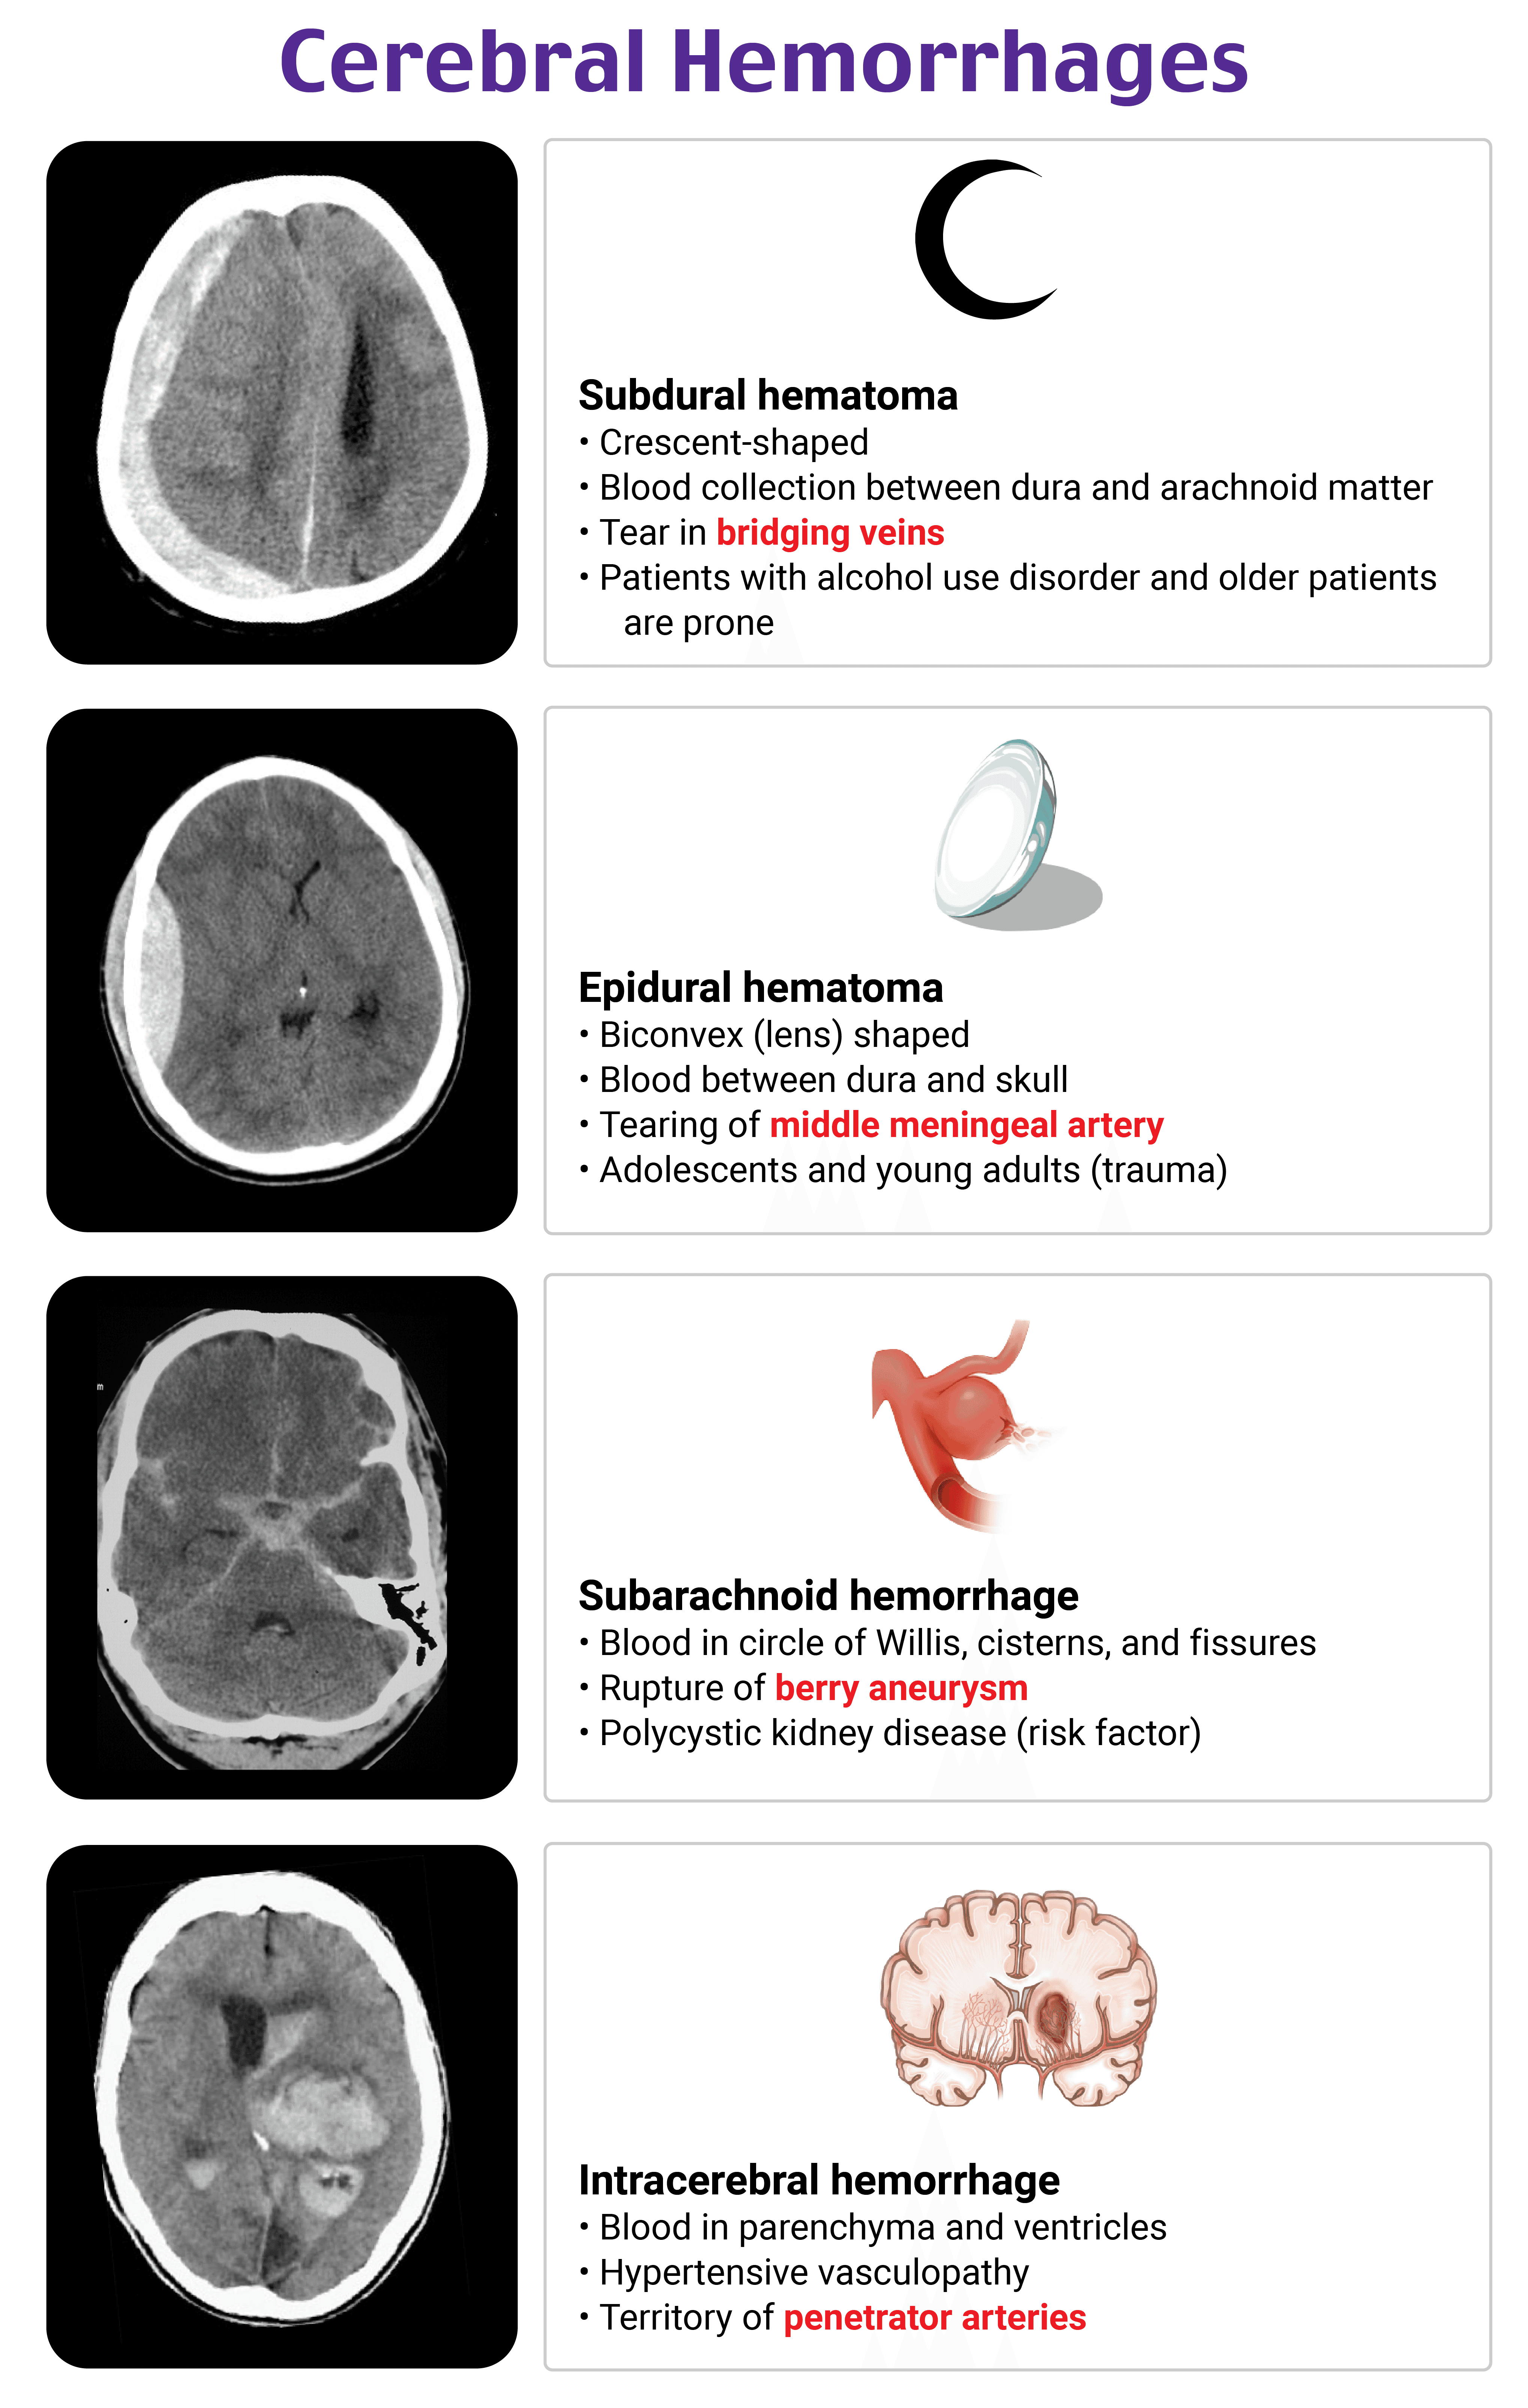 Cerebral Hemorrhages
Subdural hematoma
• Crescent-shaped
• Blood collection between dura and arachnoid matter
• Tear in bridging veins
• Patients with alcohol use disorder and older patients
are prone
Epidural hematoma
• Biconvex (lens) shaped
• Blood between dura and skull
• Tearing of middle meningeal artery
• Adolescents and young adults (trauma)
m
Subarachnoid hemorrhage
• Blood in circle of Willis, cisterns, and fissures
• Rupture of berry aneurysm
• Polycystic kidney disease (risk factor)
Intracerebral hemorrhage
• Blood in parenchyma and ventricles
• Hypertensive vasculopathy
• Territory of penetrator arteries